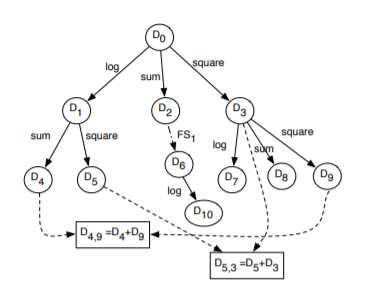 D0
log
sum
square
D1
D2
D3
sum
square
FS1
log
sum
square
D4
D5
D6
D7
D8
D9
log
D10
D4,9 =D4+D9
D5,3 =D5+D3